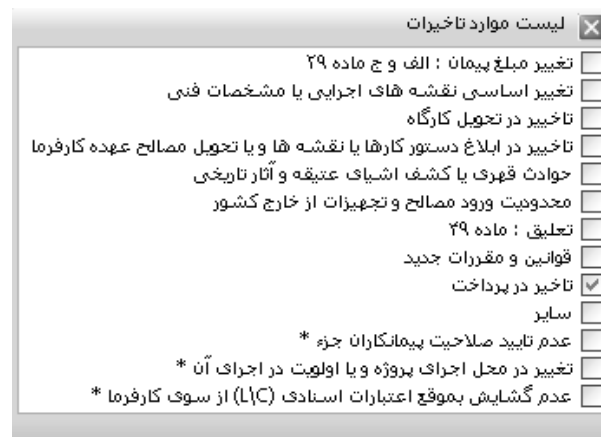 لیست موارد تاخیرات
تغییر مبلغ پیمان : الف و ج ماده ۲۹
تغییر اساسی نقشه های اجرایی یا مشخصات فنی
تاخییر در تحویل کارگاه
تاخییر در ابلاغ دستور کارها یا نقشه ها و یا تحویل مصالح عهده کارفرما
حوادث قهری یا کشف اشیای عتیقه و آثار تاریخی
محدودیت ورود مصالح و تجهیزات از خارج کشور
تعلیق : ماده ۴۹
قوانین و مقررات جدید
تاخیر در پرداخت
سایر
عدم تایید صلاحیت پیمانکاران جزء *
تغییر در محل اجرای پروژه و یا اولویت در اجرای آن *
عدم گشایش بموقع اعتبارات اسنادی (L\C) از سوی کارفرما *